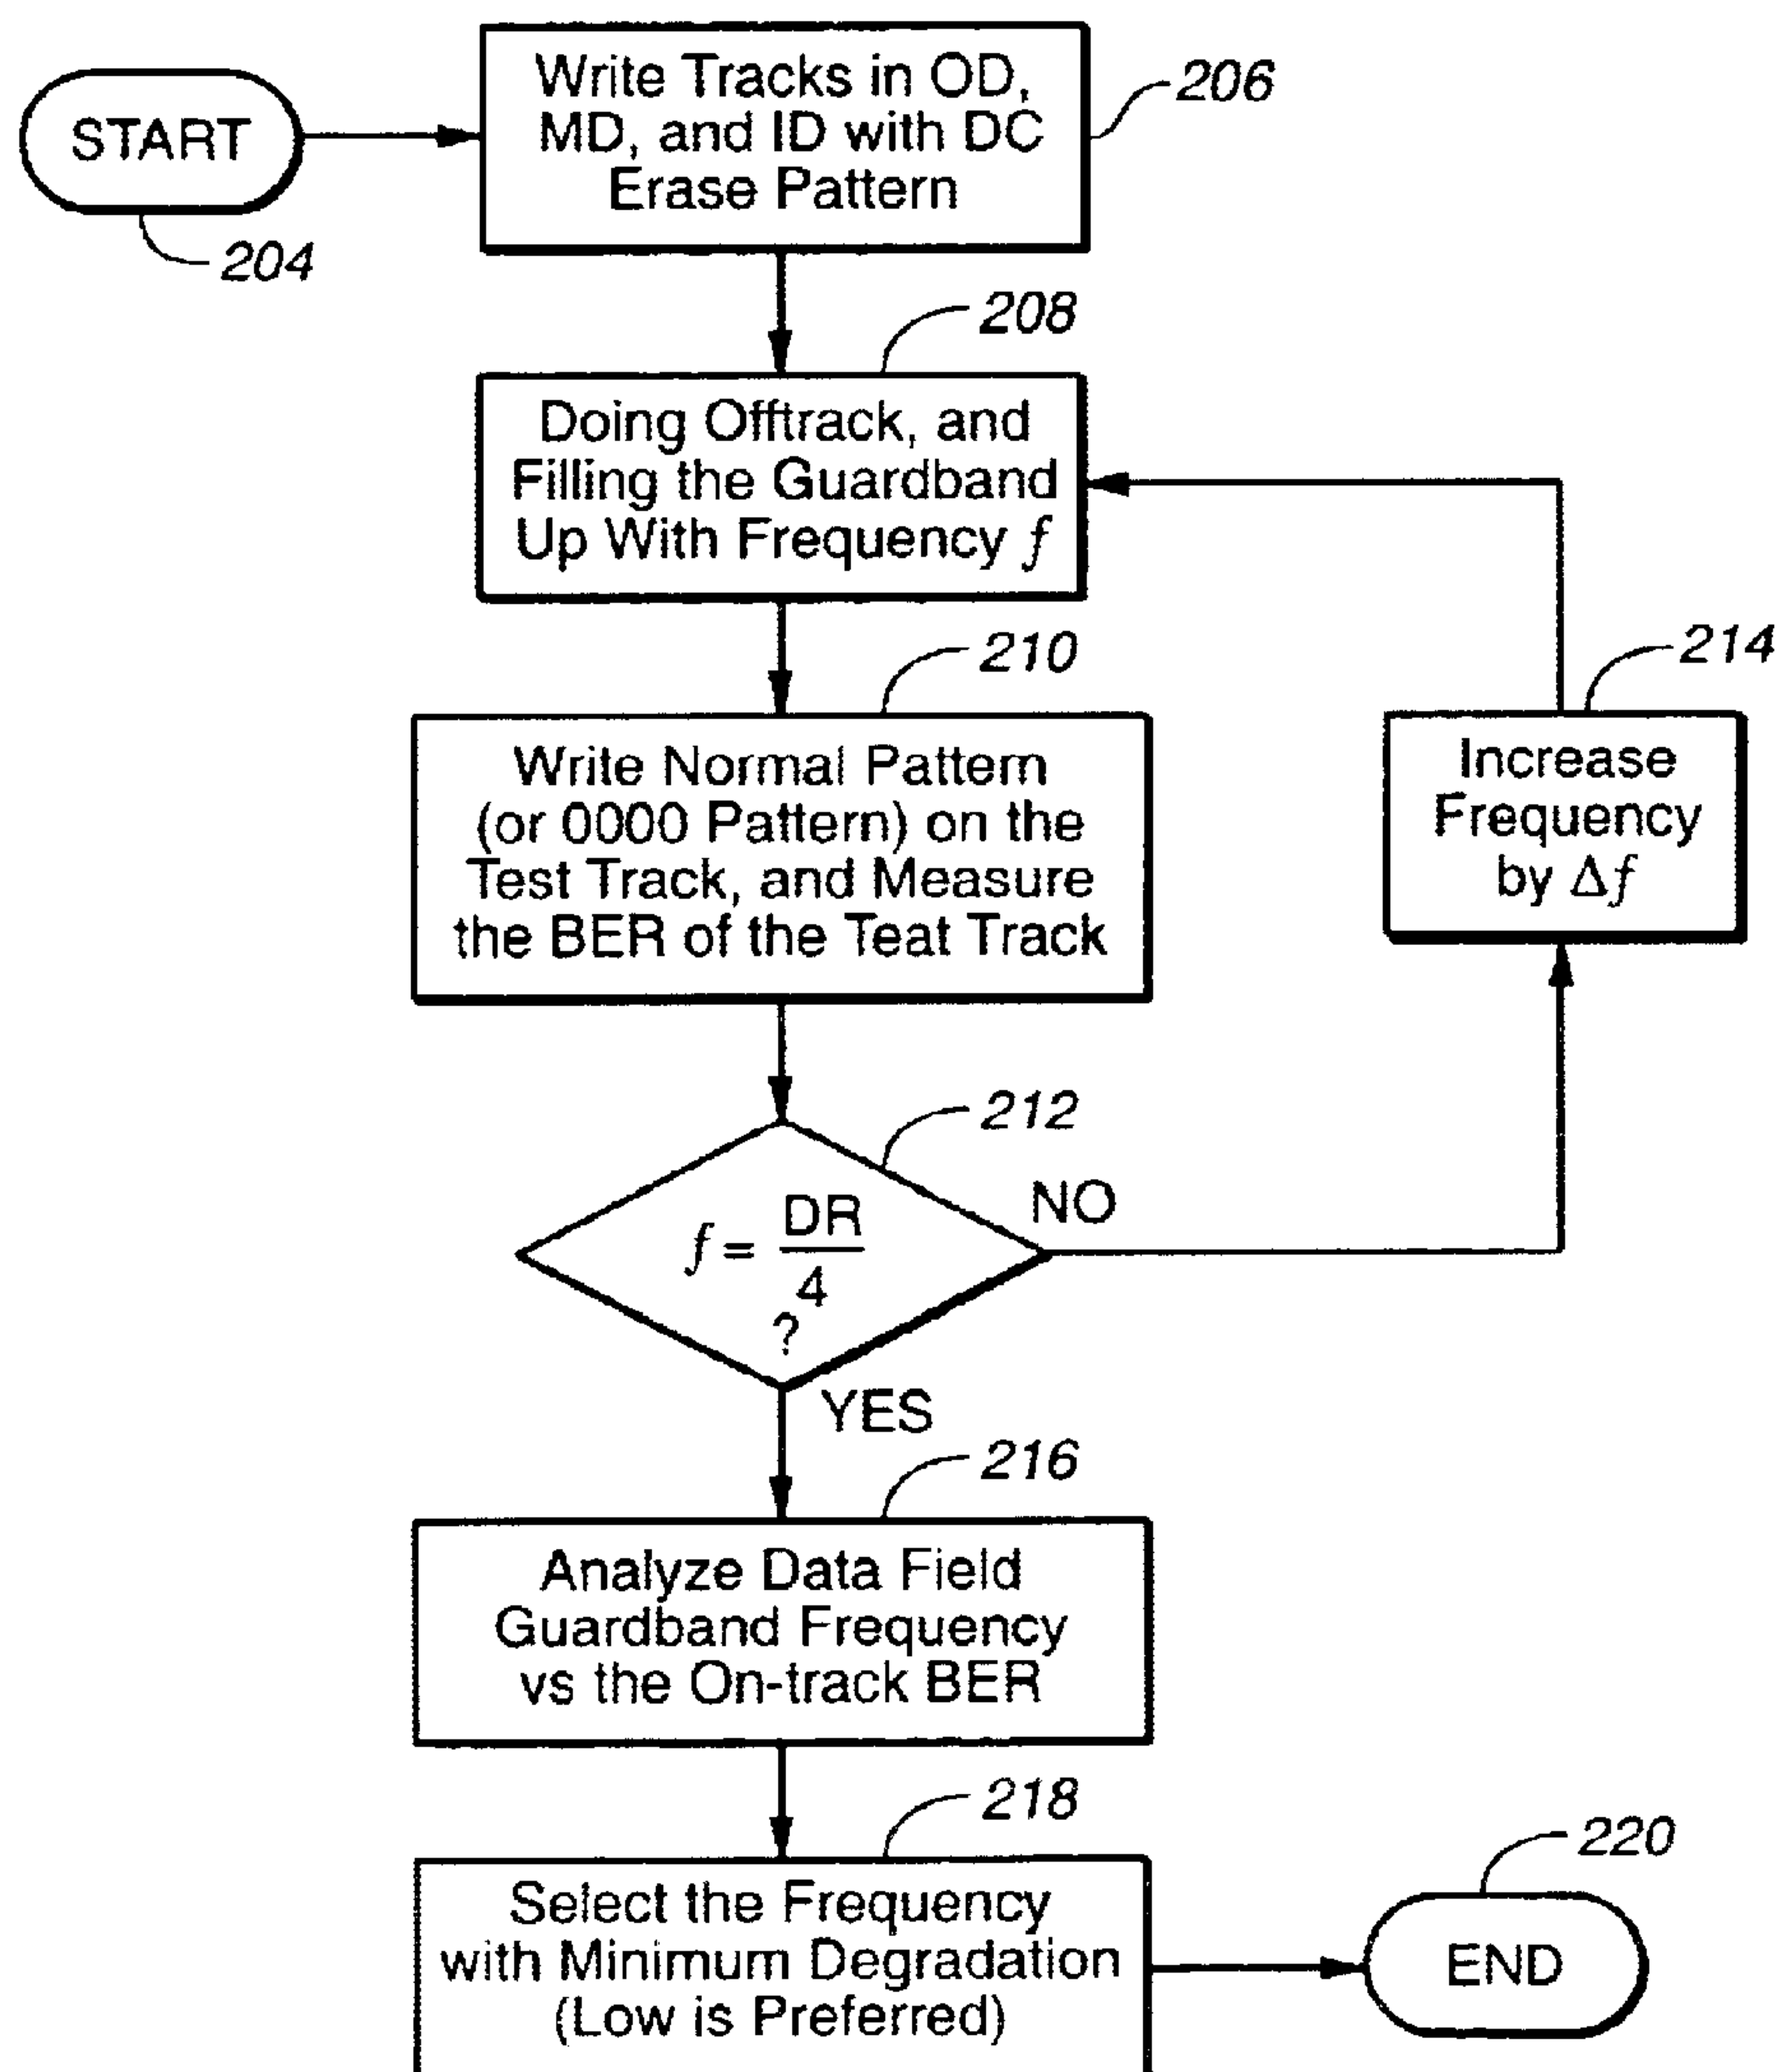 START
204
Write Tracks in OD,
MD, and ID with DC
Erase Pattern
206
208
Doing Offtrack, and
Filling the Guardband
Up With Frequency f
210
Write Normal Pattern
(or 0000 Pattern) on the
Test Track, and Measure
the BER of the Teat Track
214
Increase
Frequency
by Δf
212
f = DR
4
?
NO
YES
216
Analyze Data Field
Guardband Frequency
vs the On-track BER
218
Select the Frequency
with Minimum Degradation
(Low is Preferred)
220
END